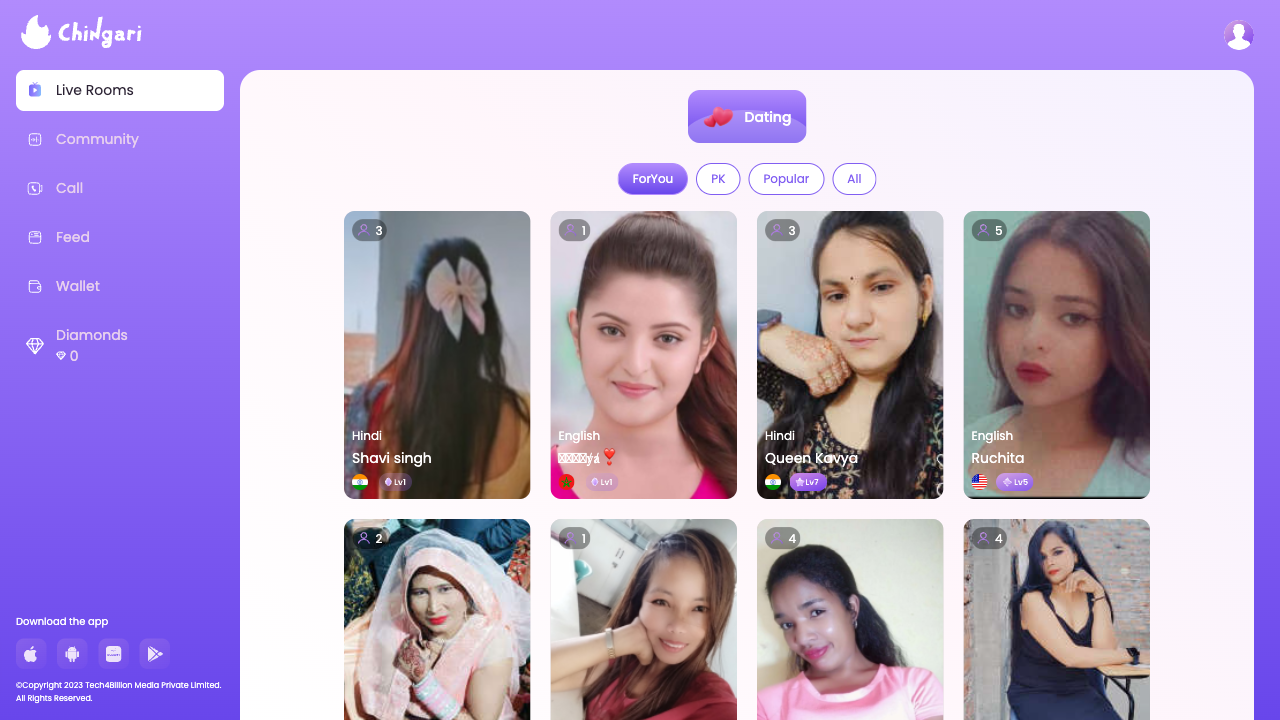 Chingari
Live Rooms
Community
Call
Feed
Wallet
Diamonds
0
Download the app
©Copyright 2023 Tech4Billion Media Private Limited.
All Rights Reserved.
Dating
ForYou
PK
Popular
All
3
Hindi
Shavi singh
Lv1
1
English
Lv1
3
Hindi
Queen Kavya
Lv7
5
English
Ruchita
Lv5
2
1
4
4